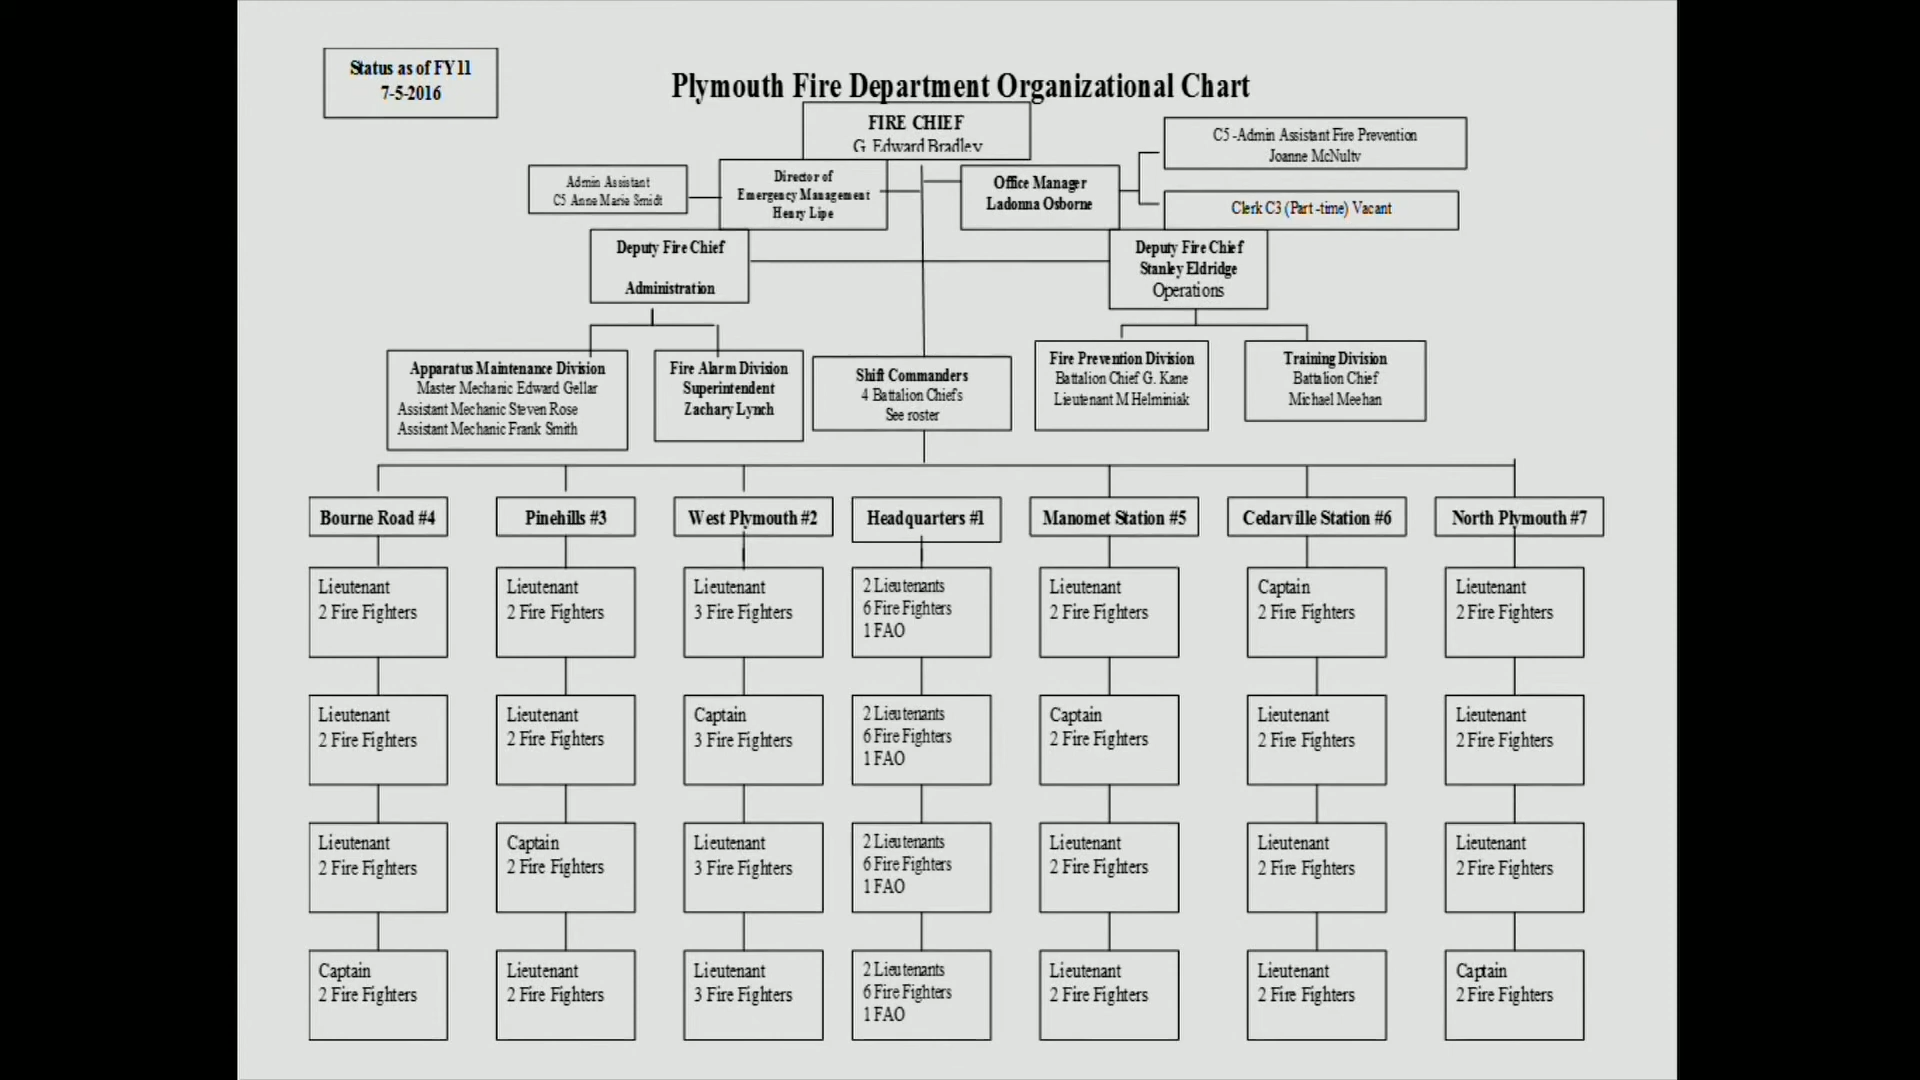 Status as of FY11
7-5-2016
Plymouth Fire Department Organizational Chart
FIRE CHIEF
G. Edward Bradley
C5 -Admin Assistant Fire Prevention
Joanne McNulty
Admin Assistant
C5 Anne Marie Smidt
Director of
Emergency Management
Henry Lipe
Office Manager
Ladonna Osborne
Clerk C3 (Part -time) Vacant
Deputy Fire Chief
Administration
Deputy Fire Chief
Stanley Eldridge
Operations
Apparatus Maintenance Division
Master Mechanic Edward Gellar
Assistant Mechanic Steven Rose
Assistant Mechanic Frank Smith
Fire Alarm Division
Superintendent
Zachary Lynch
Shift Commanders
4 Battalion Chief's
See roster
Fire Prevention Division
Battalion Chief G. Kane
Lieutenant M Helminiak
Training Division
Battalion Chief
Michael Meehan
Bourne Road #4
Pinehills #3
West Plymouth #2
Headquarters #1
Manomet Station #5
Cedarville Station #6
North Plymouth #7
Lieutenant
2 Fire Fighters
Lieutenant
2 Fire Fighters
Lieutenant
3 Fire Fighters
2 Lieutenants
6 Fire Fighters
1 FAO
Lieutenant
2 Fire Fighters
Captain
2 Fire Fighters
Lieutenant
2 Fire Fighters
Lieutenant
2 Fire Fighters
Lieutenant
2 Fire Fighters
Captain
3 Fire Fighters
2 Lieutenants
6 Fire Fighters
1 FAO
Captain
2 Fire Fighters
Lieutenant
2 Fire Fighters
Lieutenant
2 Fire Fighters
Lieutenant
2 Fire Fighters
Captain
2 Fire Fighters
Lieutenant
3 Fire Fighters
2 Lieutenants
6 Fire Fighters
1 FAO
Lieutenant
2 Fire Fighters
Lieutenant
2 Fire Fighters
Lieutenant
2 Fire Fighters
Captain
2 Fire Fighters
Lieutenant
2 Fire Fighters
Lieutenant
3 Fire Fighters
2 Lieutenants
6 Fire Fighters
1 FAO
Lieutenant
2 Fire Fighters
Lieutenant
2 Fire Fighters
Captain
2 Fire Fighters